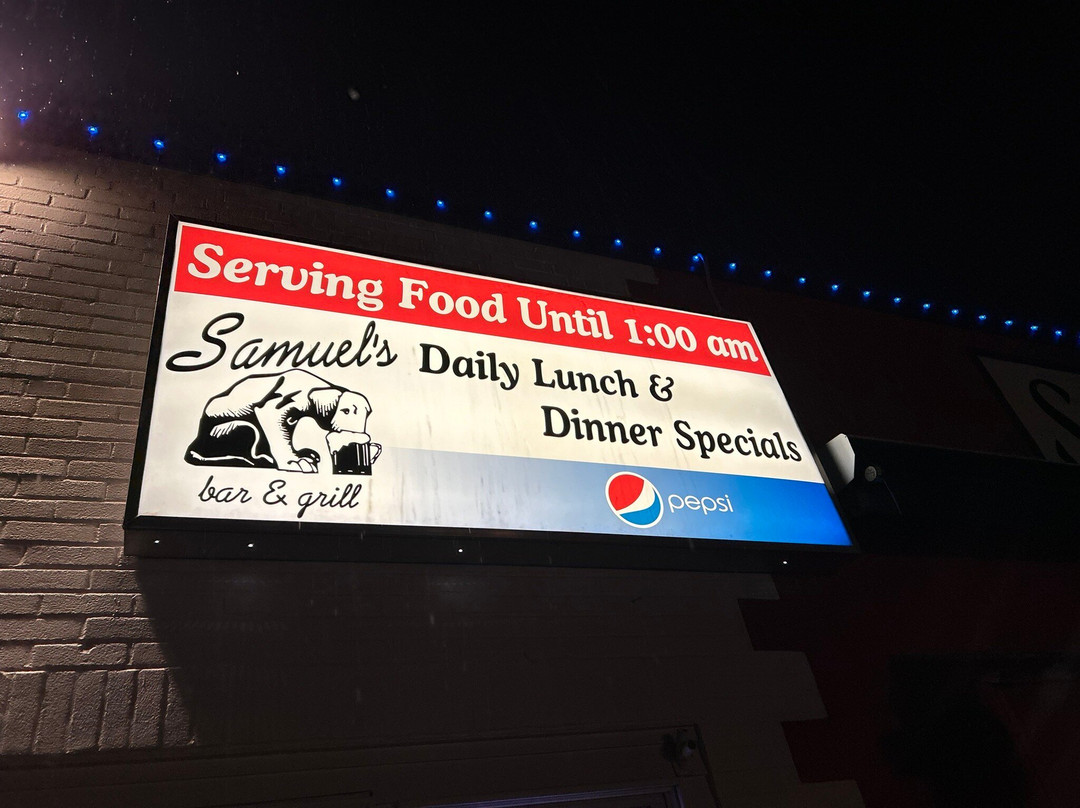 Serving Food Until 1:00 am
Samuel's
Daily Lunch &
Dinner Specials
bar & grill
pepsi